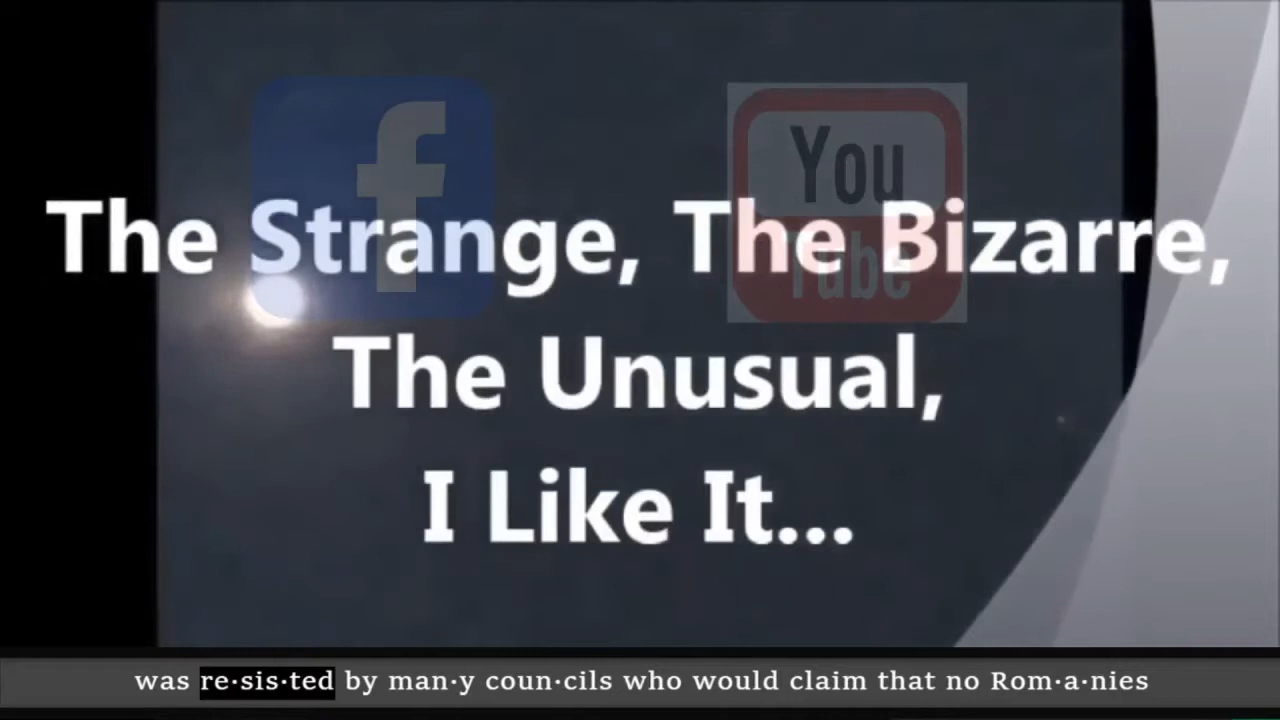 f
You
Tube
The Strange, The Bizarre,
The Unusual,
I Like It...
was re·sis·ted by man·y coun·cils who would claim that no Rom·a·nies